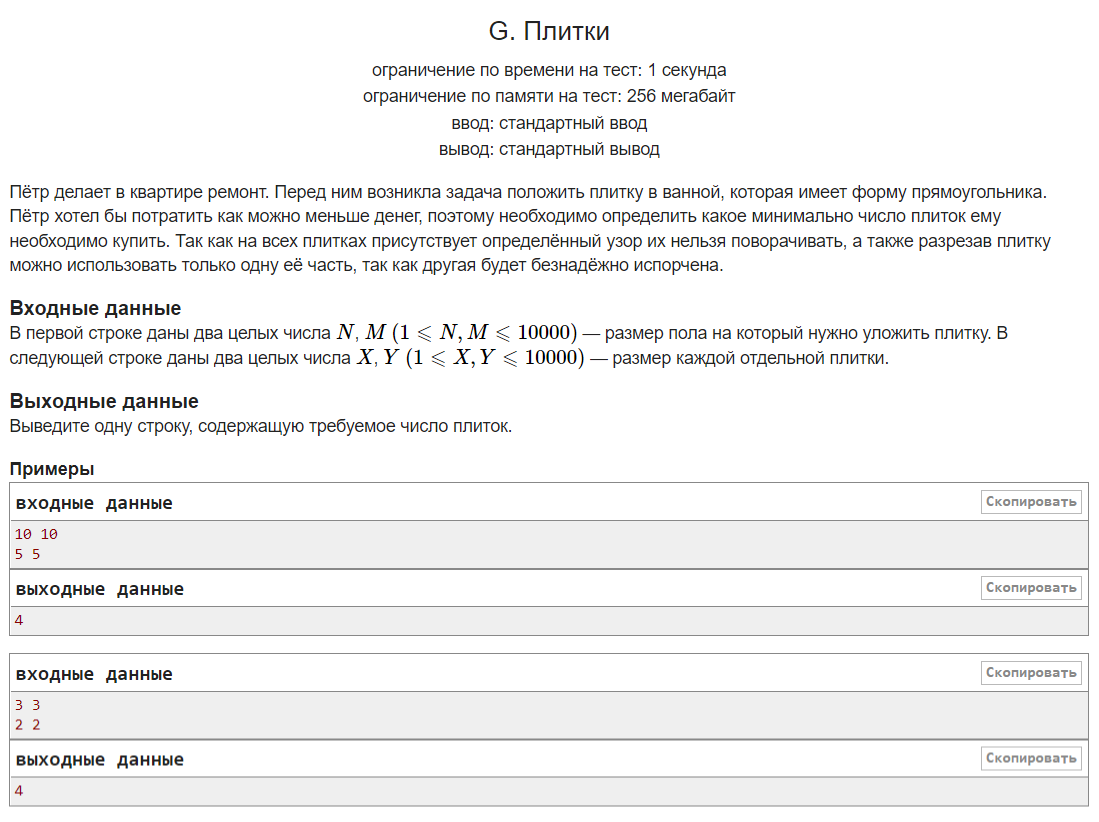 G. Плитки
ограничение по времени на тест: 1 секунда
ограничение по памяти на тест: 256 мегабайт
ввод: стандартный ввод
вывод: стандартный вывод
Пётр делает в квартире ремонт. Перед ним возникла задача положить плитку в ванной, которая имеет форму прямоугольника.
Пётр хотел бы потратить как можно меньше денег, поэтому необходимо определить какое минимально число плиток ему
необходимо купить. Так как на всех плитках присутствует определённый узор их нельзя поворачивать, а также разрезав плитку
можно использовать только одну её часть, так как другая будет безнадёжно испорчена.
Входные данные
В первой строке даны два целых числа N, M (1 ⩽ N, M ⩽ 10000) — размер пола на который нужно уложить плитку. В
следующей строке даны два целых числа X, Y (1 ⩽ X, Y ⩽ 10000) — размер каждой отдельной плитки.
Выходные данные
Выведите одну строку, содержащую требуемое число плиток.
Примеры
входные данные Скопировать
10 10
5 5
выходные данные Скопировать
4
входные данные Скопировать
3 3
2 2
выходные данные Скопировать
4